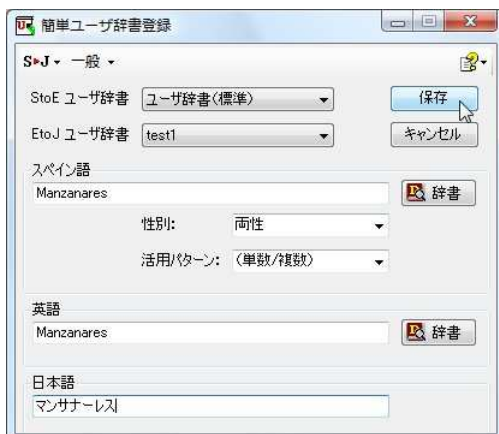 簡単ユーザ辞書登録
S▸J 一般
StoE ユーザ辞書 ユーザ辞書(標準) 保存
EtoJ ユーザ辞書 test1 キャンセル
スペイン語
Manzanares 辞書
性別: 両性
活用パターン: (単数/複数)
英語
Manzanares 辞書
日本語
マンサナーレス